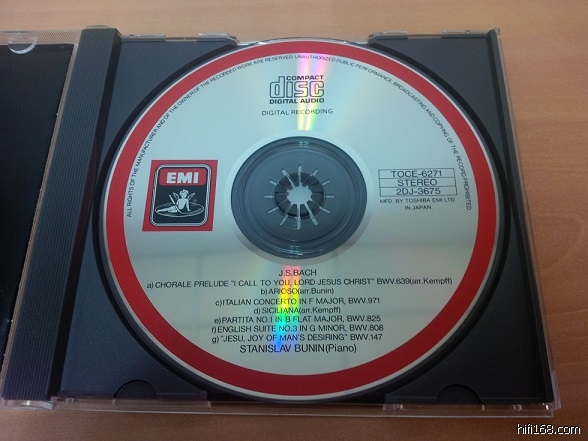 ALL RIGHTS OF THE MANUFACTURER AND OF THE OWNER OF THE RECORDED WORK ARE RESERVED. UNAUTHORIZED PUBLIC PERFORMANCE, BROADCASTING AND COPYING OF THE RECORD PROHIBITED
COMPACT
disc
DIGITAL AUDIO
DIGITAL RECORDING
EMI
TOCE-6271
STEREO
2DJ-3675
MFD. BY TOSHIBA EMI LTD.
IN JAPAN
J.S.BACH
a) CHORALE PRELUDE "I CALL TO YOU, LORD JESUS CHRIST" BWV.639(arr.Kempff)
b) ARIOSO(arr.Bunin)
c) ITALIAN CONCERTO IN F MAJOR, BWV.971
d) SICILIANA(arr.Kempff)
e) PARTITA NO.1 IN B FLAT MAJOR, BWV.825
f) ENGLISH SUITE NO.3 IN G MINOR, BWV.808
g) "JESU, JOY OF MAN'S DESIRING" BWV.147
STANISLAV BUNIN(Piano)
hifi168.com